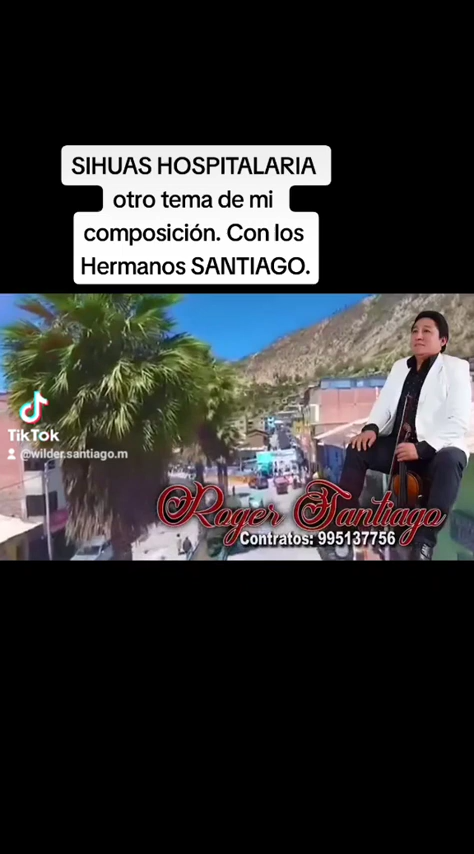 SIHUAS HOSPITALARIA
otro tema de mi
composición. Con los
Hermanos SANTIAGO.
TikTok
@wilder.santiago.m
Roger Santiago
Contratos: 995137756